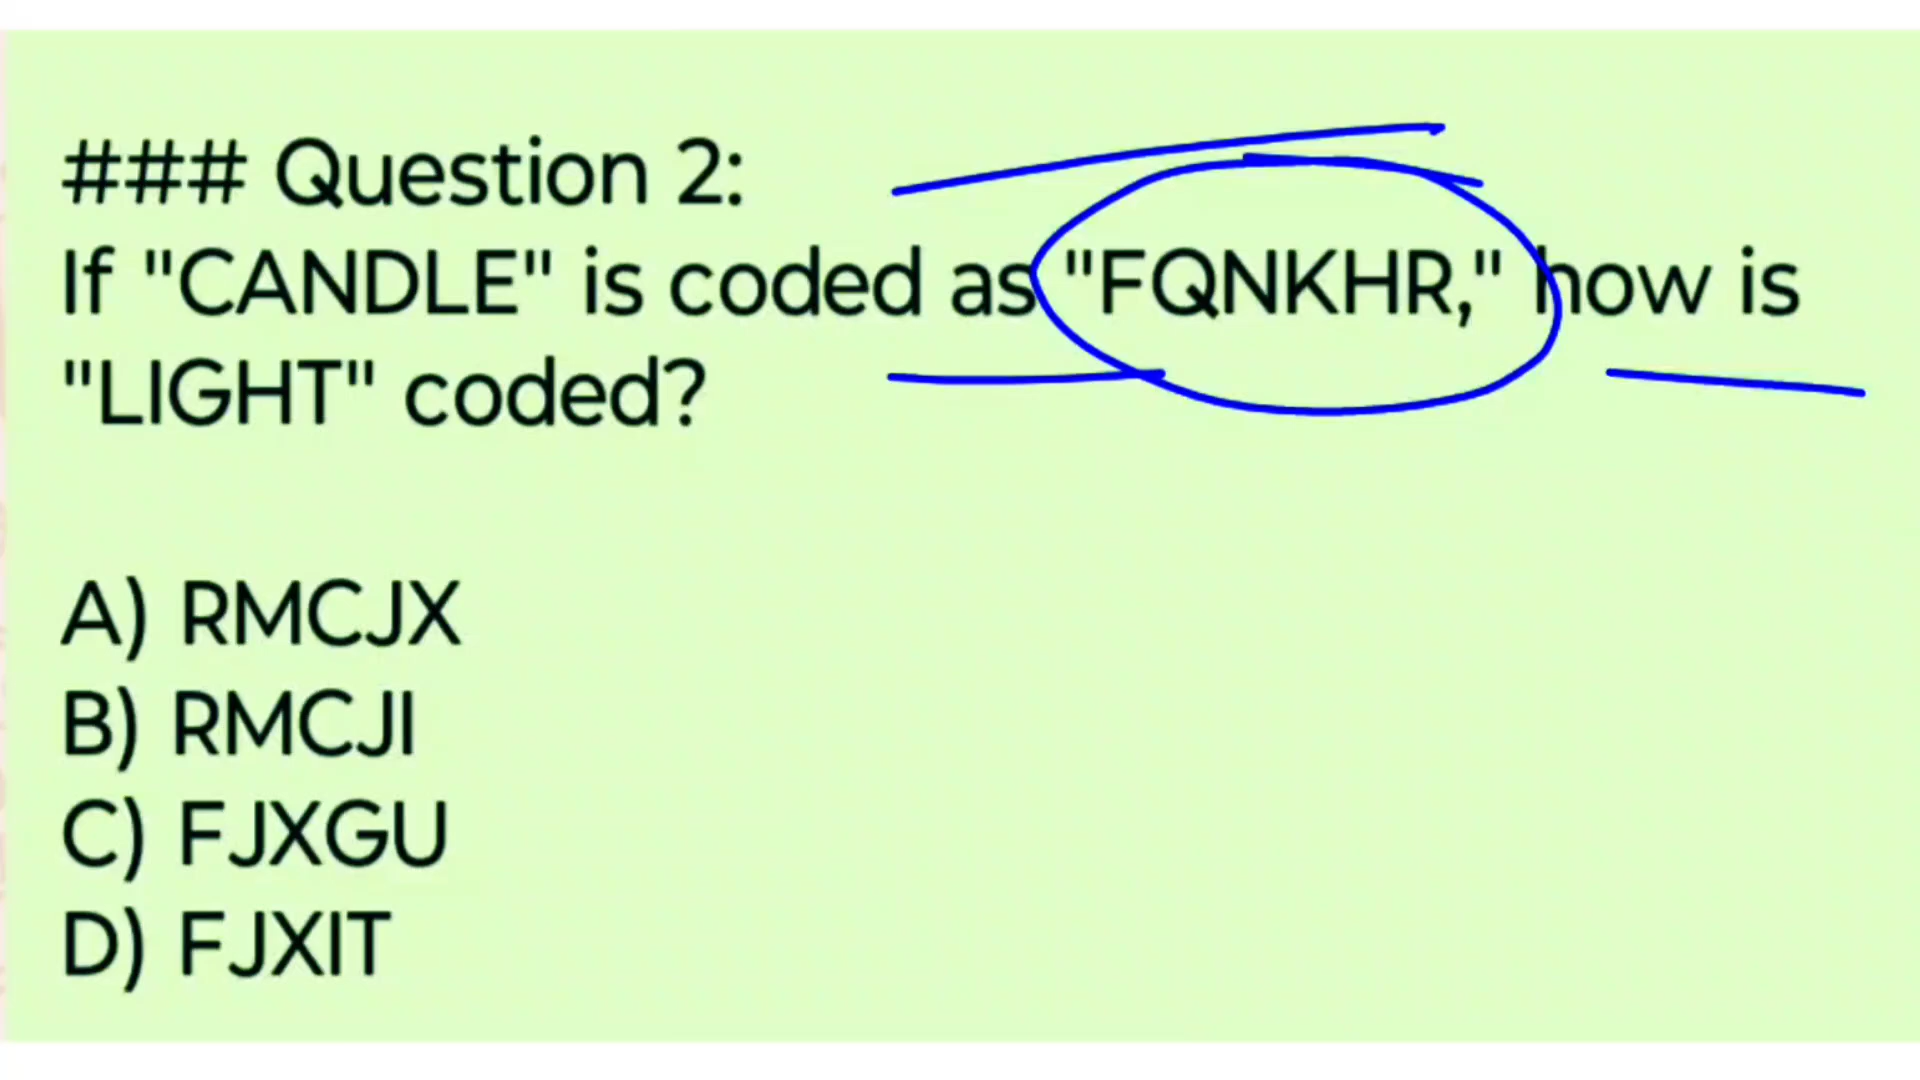 ### Question 2:
If "CANDLE" is coded as "FQNKHR," how is
"LIGHT" coded?
A) RMCJX
B) RMCJI
C) FJXGU
D) FJXIT